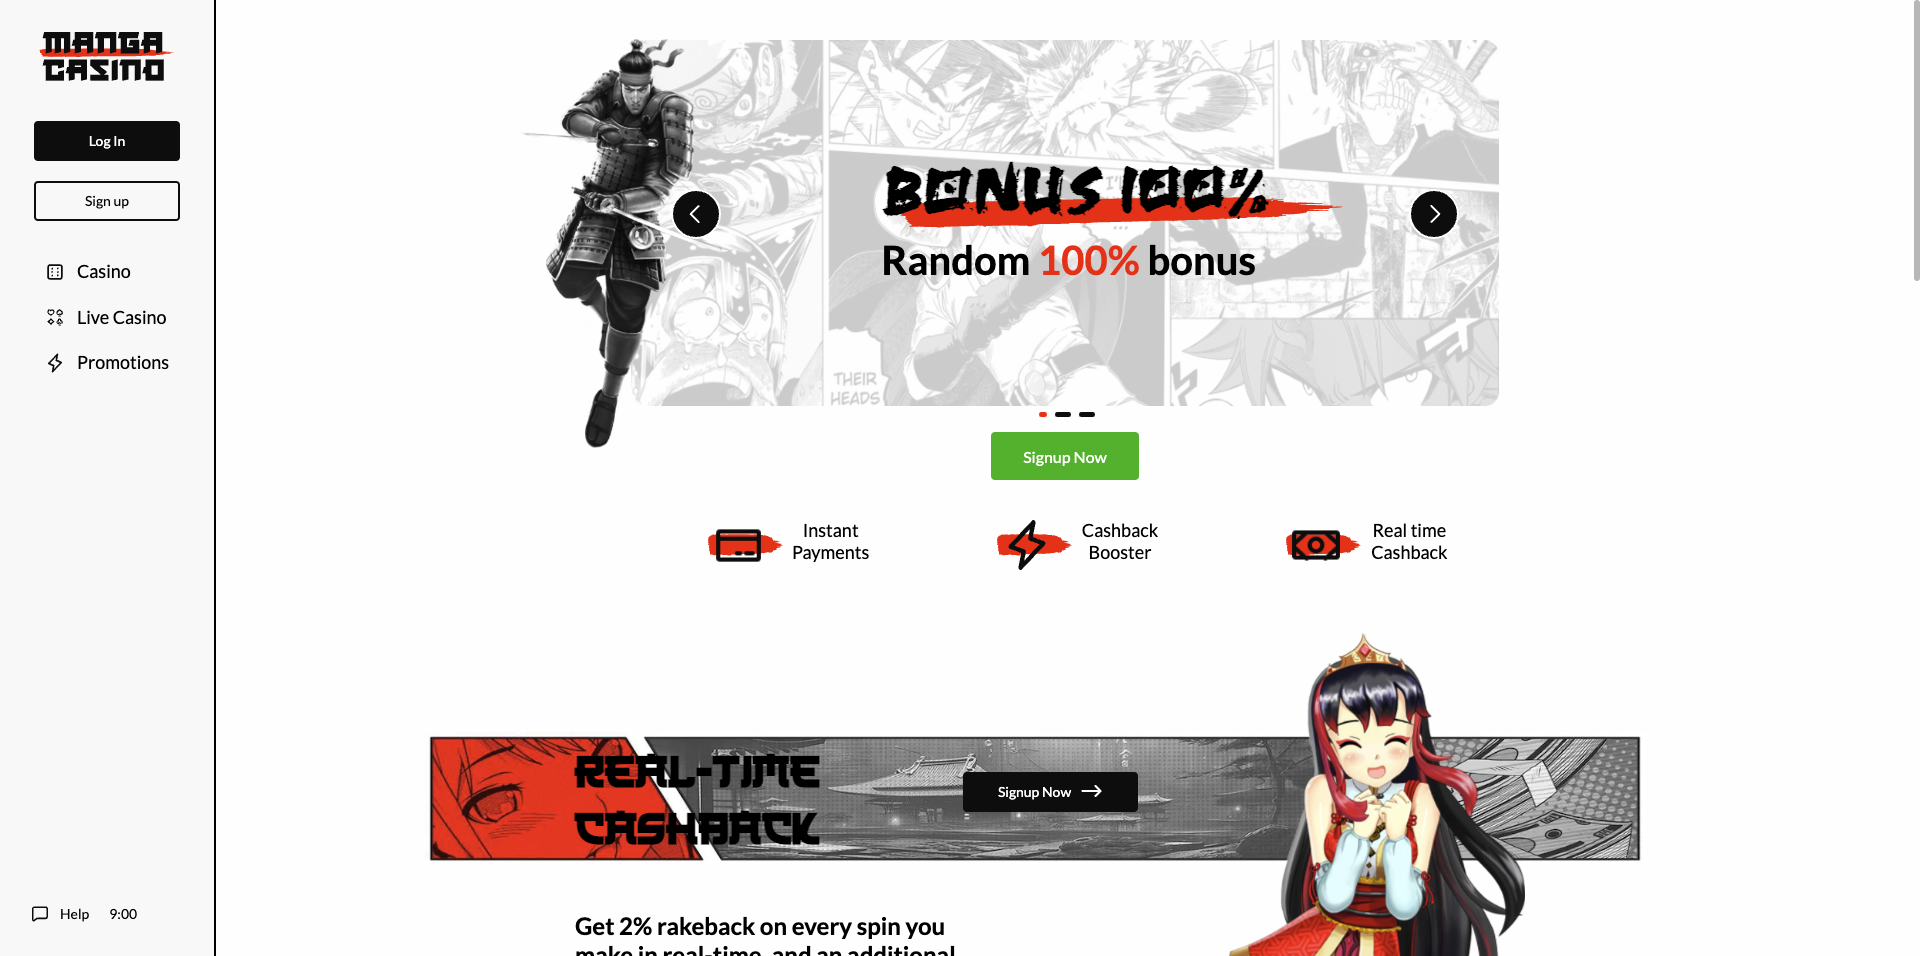 MANGA
CASINO
Log In
Sign up
Casino
Live Casino
Promotions
Help 9:00
BONUS 100%
Random 100% bonus
THEIR
HEADS
Signup Now
Instant
Payments
Cashback
Booster
Real time
Cashback
REAL-TIME
CASHBACK
Signup Now
Get 2% rakeback on every spin you
make in real-time, and an additional